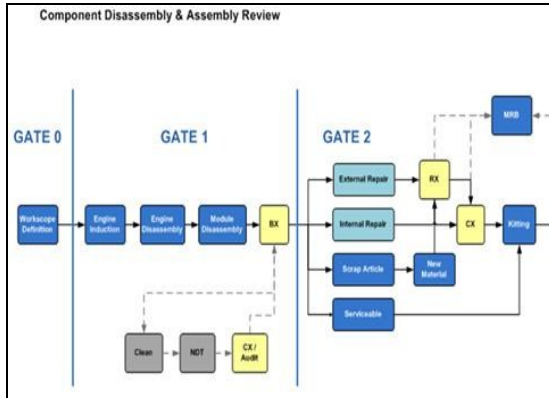 Component Disassembly & Assembly Review
GATE 0
GATE 1
GATE 2
MRB
External Repair
RX
Workscope
Definition
Engine
Induction
Engine
Disassembly
Module
Disassembly
BX
Internal Repair
CX
Kitting
Scrap Article
New
Material
Serviceable
Clean
NDT
CX /
Audit